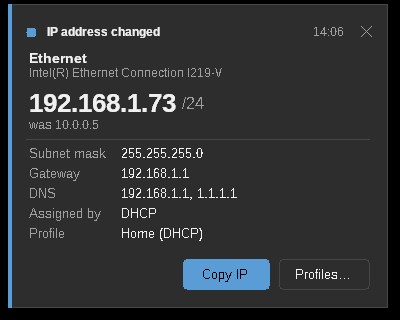 IP address changed 14:06
Ethernet
Intel(R) Ethernet Connection I219-V
192.168.1.73 /24
was 10.0.0.5
Subnet mask 255.255.255.0
Gateway 192.168.1.1
DNS 192.168.1.1, 1.1.1.1
Assigned by DHCP
Profile Home (DHCP)
Copy IP Profiles...